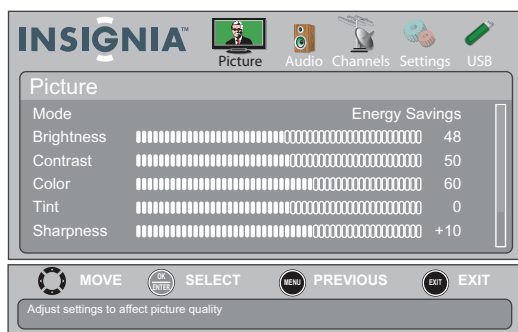 INSIGNIA™
Picture Audio Channels Settings USB
Picture
Mode Energy Savings
Brightness 48
Contrast 50
Color 60
Tint 0
Sharpness +10
MOVE OK ENTER SELECT MENU PREVIOUS EXIT EXIT
Adjust settings to affect picture quality